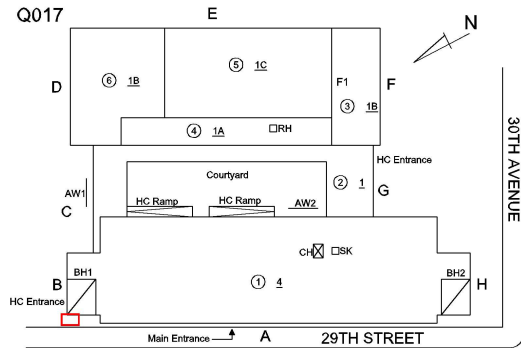 Q017
E
N
D
⑥ 1B
⑤ 1C
F1
F
③ 1B
④ 1A
RH
HC Entrance
Courtyard
② 1
G
AW1
C
HC Ramp
HC Ramp
AW2
CH
SK
B
BH1
① 4
BH2
H
HC Entrance
Main Entrance
A
29TH STREET
30TH AVENUE